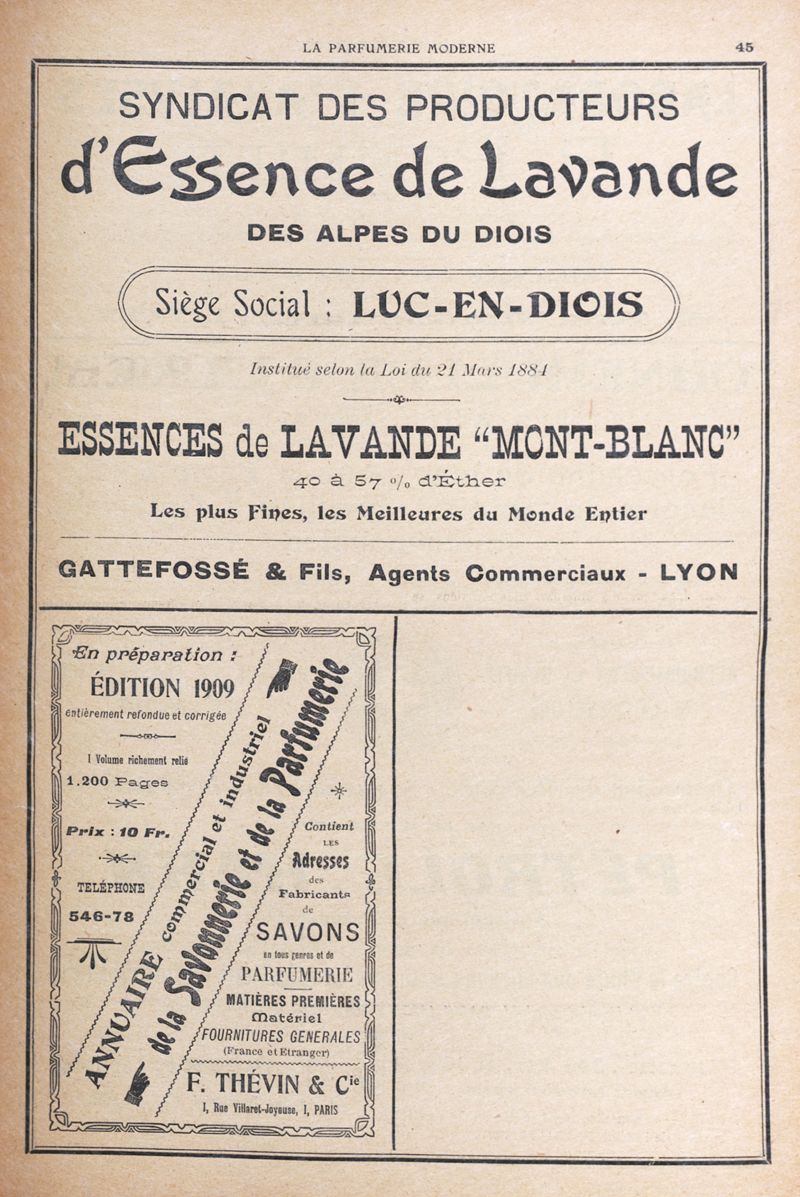 LA PARFUMERIE MODERNE
45
SYNDICAT DES PRODUCTEURS
d'Essence de Lavande
DES ALPES DU DIOIS
Siège Social : LUC-EN-DIOIS
Institué selon la Loi du 21 Mars 1884
ESSENCES de LAVANDE "MONT-BLANC"
40 à 57 % d'Éther
Les plus Fines, les Meilleures du Monde Entier
GATTEFOSSÉ & Fils, Agents Commerciaux - LYON
En préparation :
ÉDITION 1909
entièrement refondue et corrigée
1 Volume richement relié
1.200 Pages
Prix : 10 Fr.
TELÉPHONE
546-78
ANNUAIRE commercial et industriel
de la Savonnerie et de la Parfumerie
Contient
LES
Adresses
des
Fabricants
de
SAVONS
en tous genres et de
PARFUMERIE
MATIÈRES PREMIÈRES
Matériel
FOURNITURES GENERALES
(France et Etranger)
F. THÉVIN & Cie
1, Rue Villaret-Joyeuse, 1, PARIS